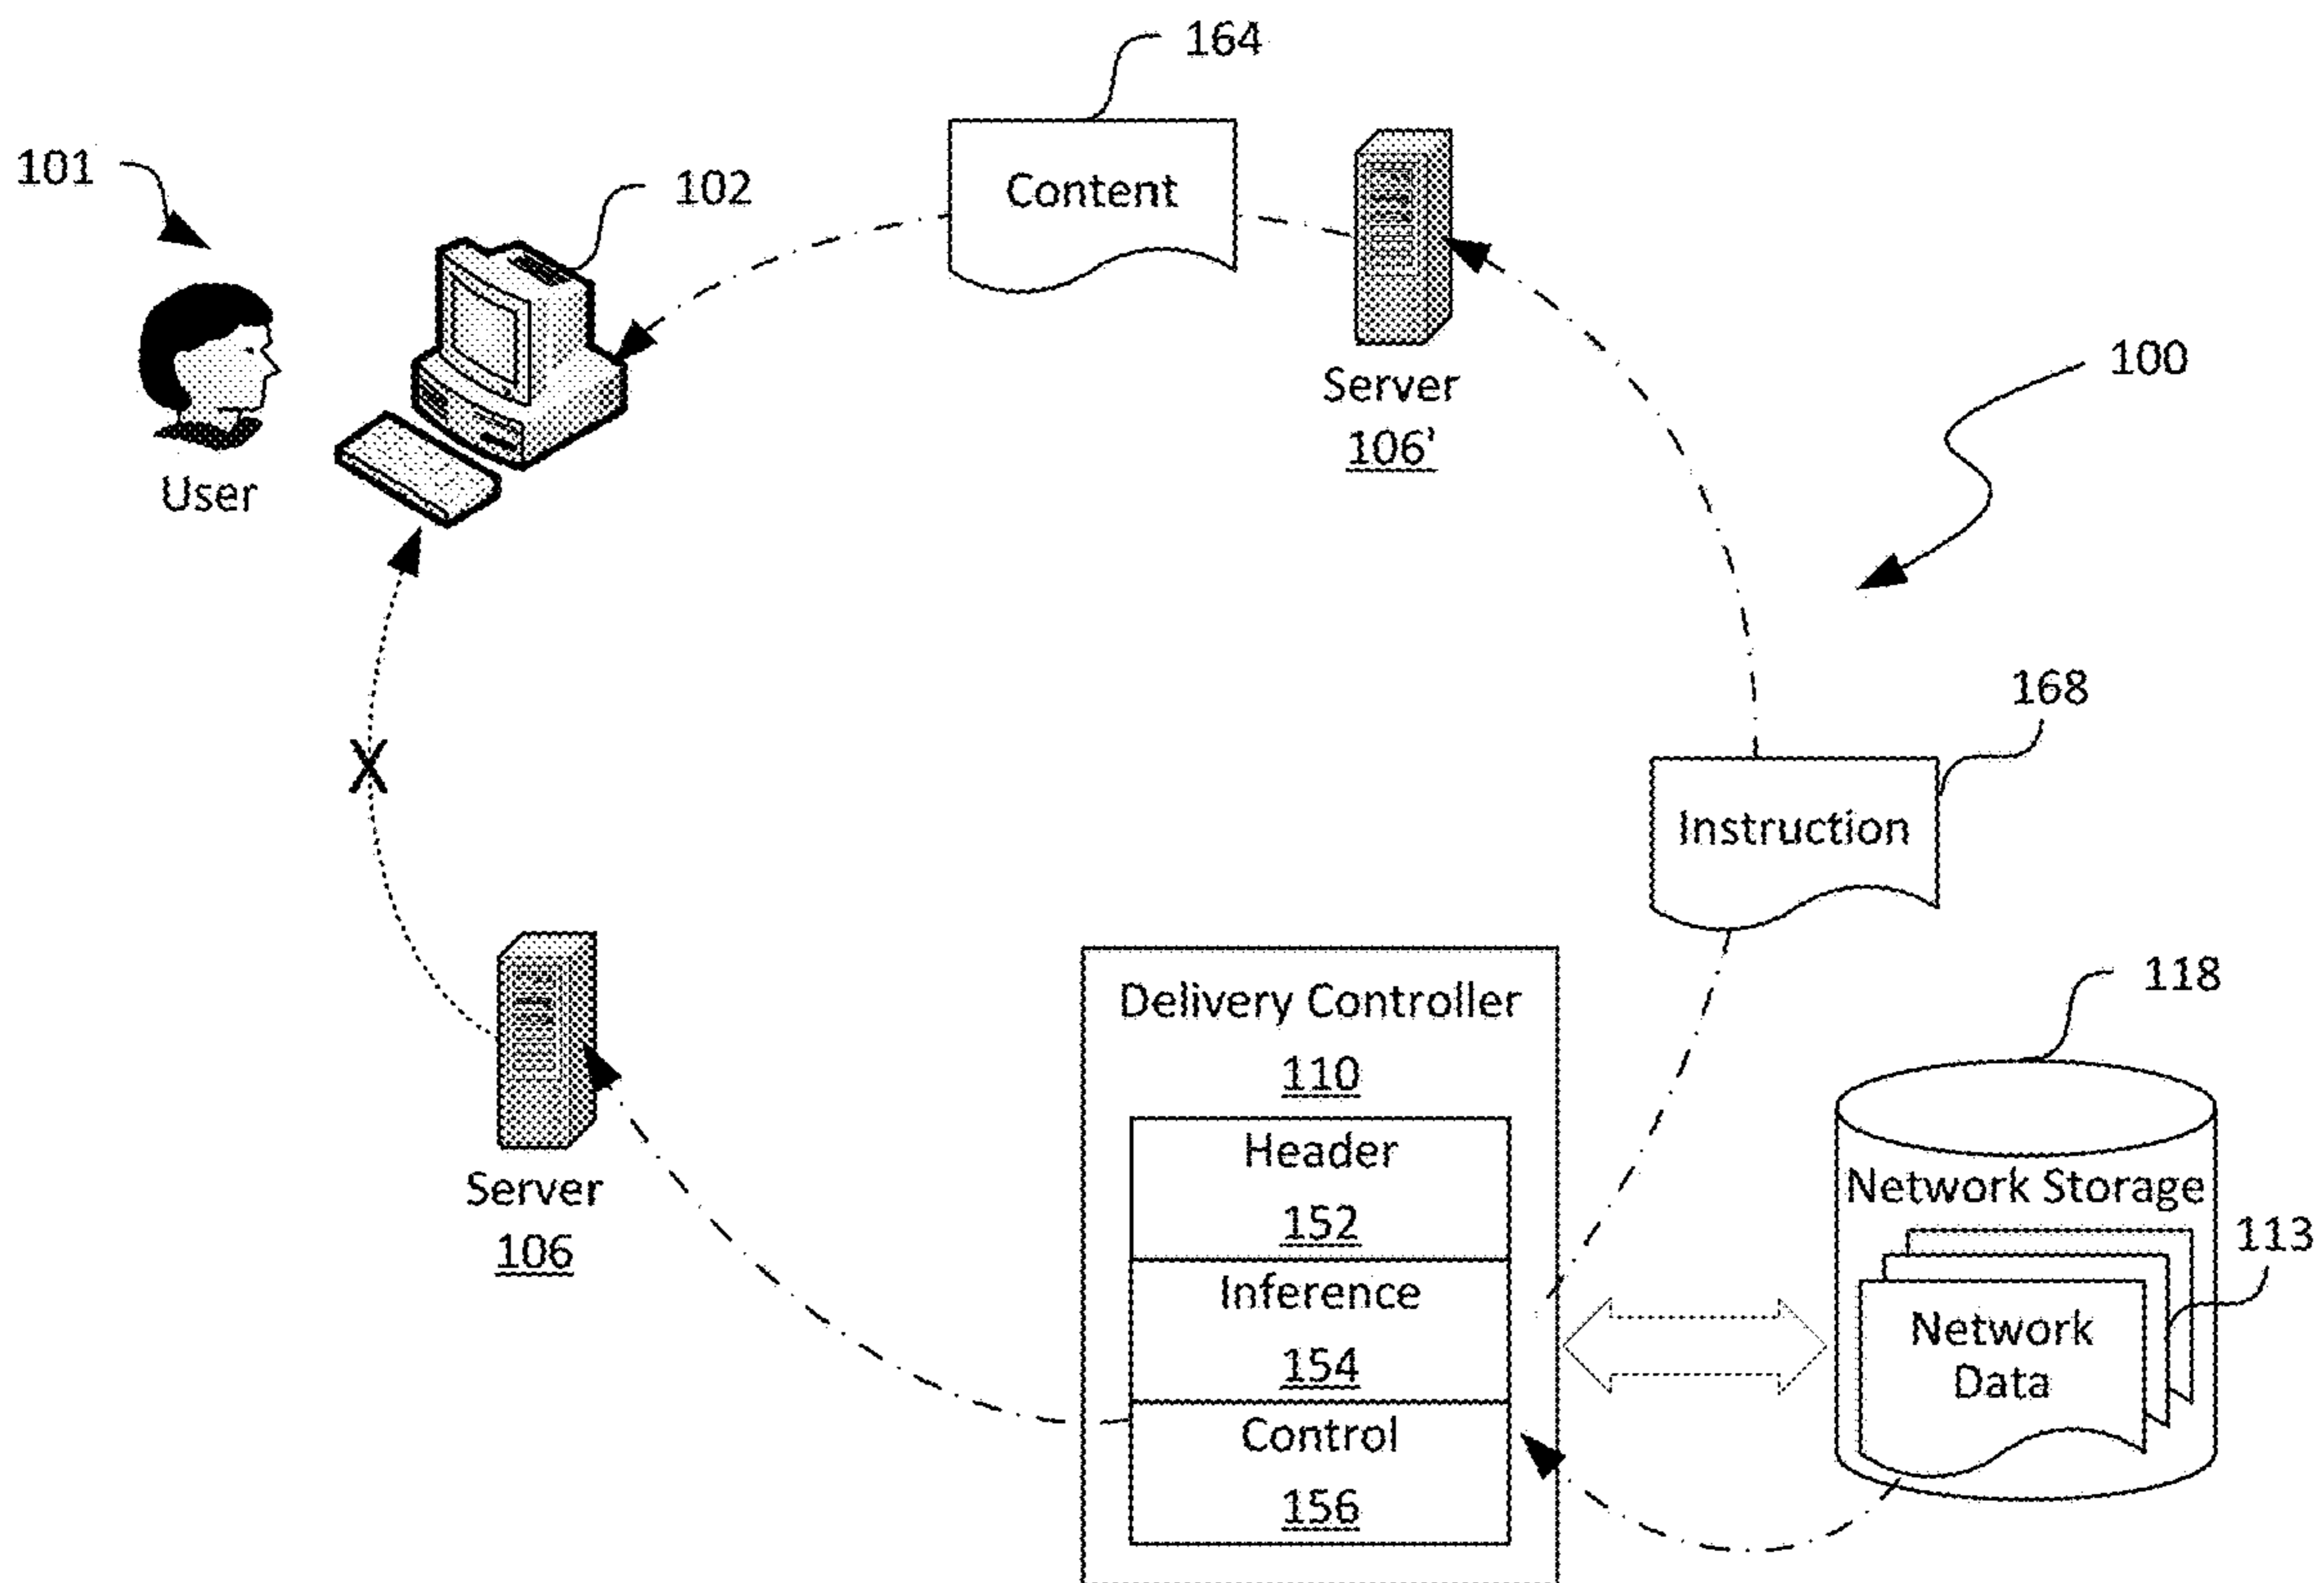 164
101
102
Content
100
Server
106'
User
168
X
Instruction
118
Delivery Controller
110
Header
152
Network Storage
Server
106
113
Inference
154
Network
Data
Control
156